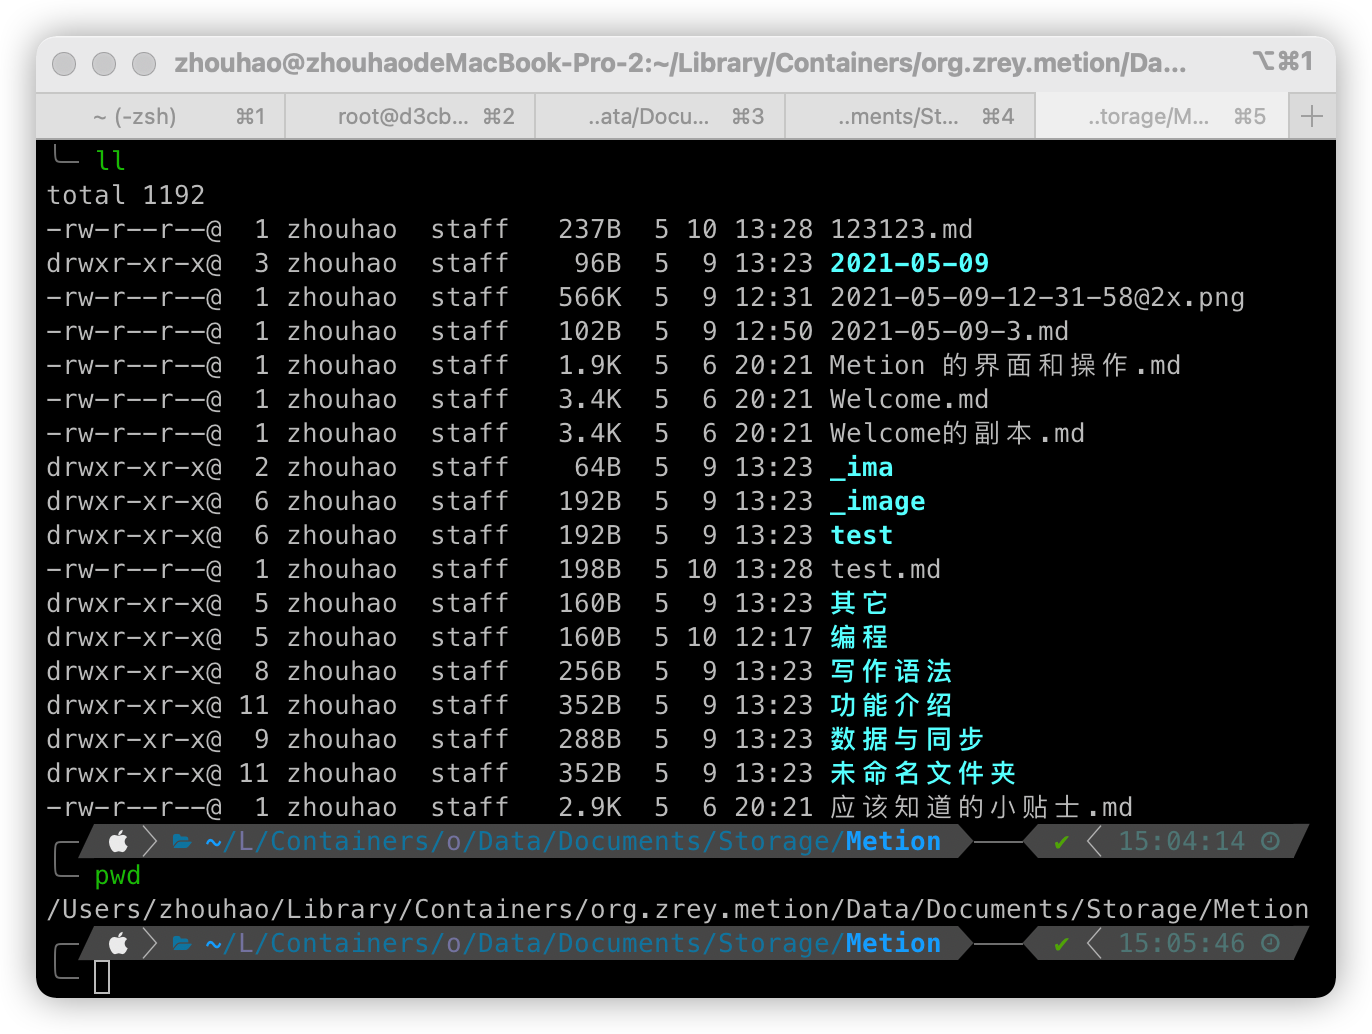 zhouhao@zhouhaodeMacBook-Pro-2:~/Library/Containers/org.zrey.metion/Da... ⌥⌘1
~ (-zsh) ⌘1 root@d3cb... ⌘2 ..ata/Docu... ⌘3 ..ments/St... ⌘4 ..torage/M... ⌘5
ll
total 1192
-rw-r--r--@ 1 zhouhao staff 237B 5 10 13:28 123123.md
drwxr-xr-x@ 3 zhouhao staff 96B 5 9 13:23 2021-05-09
-rw-r--r--@ 1 zhouhao staff 566K 5 9 12:31 2021-05-09-12-31-58@2x.png
-rw-r--r--@ 1 zhouhao staff 102B 5 9 12:50 2021-05-09-3.md
-rw-r--r--@ 1 zhouhao staff 1.9K 5 6 20:21 Metion 的界面和操作.md
-rw-r--r--@ 1 zhouhao staff 3.4K 5 6 20:21 Welcome.md
-rw-r--r--@ 1 zhouhao staff 3.4K 5 6 20:21 Welcome的副本.md
drwxr-xr-x@ 2 zhouhao staff 64B 5 9 13:23 _ima
drwxr-xr-x@ 6 zhouhao staff 192B 5 9 13:23 _image
drwxr-xr-x@ 6 zhouhao staff 192B 5 9 13:23 test
-rw-r--r--@ 1 zhouhao staff 198B 5 10 13:28 test.md
drwxr-xr-x@ 5 zhouhao staff 160B 5 9 13:23 其它
drwxr-xr-x@ 5 zhouhao staff 160B 5 10 12:17 编程
drwxr-xr-x@ 8 zhouhao staff 256B 5 9 13:23 写作语法
drwxr-xr-x@ 11 zhouhao staff 352B 5 9 13:23 功能介绍
drwxr-xr-x@ 9 zhouhao staff 288B 5 9 13:23 数据与同步
drwxr-xr-x@ 11 zhouhao staff 352B 5 9 13:23 未命名文件夹
-rw-r--r--@ 1 zhouhao staff 2.9K 5 6 20:21 应该知道的小贴士.md
~/L/Containers/o/Data/Documents/Storage/Metion ✔ 15:04:14
pwd
/Users/zhouhao/Library/Containers/org.zrey.metion/Data/Documents/Storage/Metion
~/L/Containers/o/Data/Documents/Storage/Metion ✔ 15:05:46